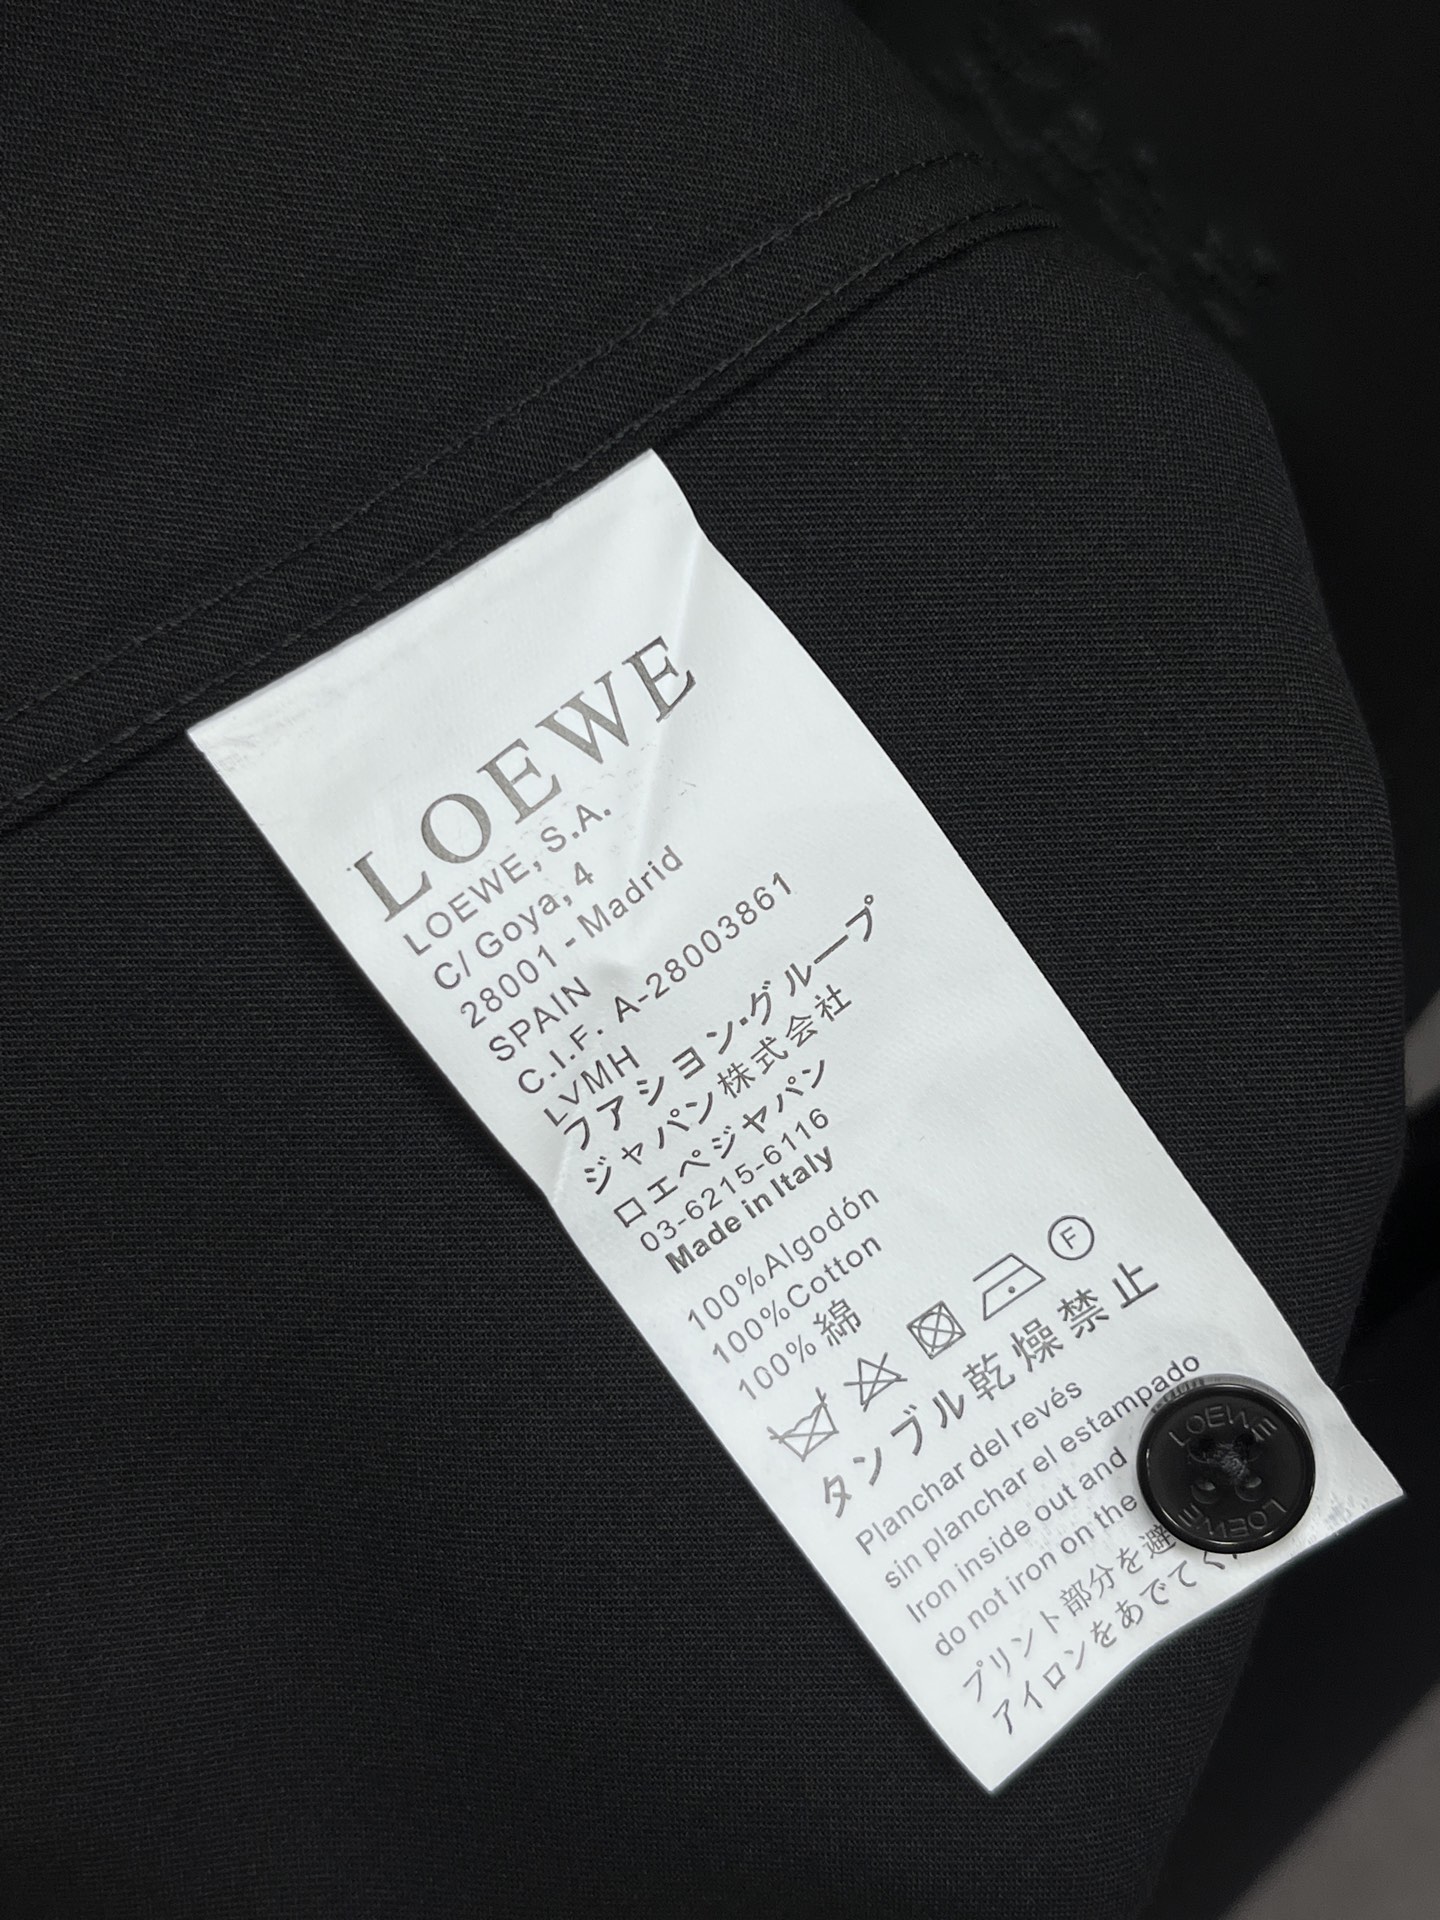 LOEWE
LOEWE, S.A.
C/ Goya, 4
28001 - Madrid
SPAIN
C.I.F. A-28003861
LVMH
フアシヨン・グループ
ジャパン株式会社
ロエベジャパン
03-6215-6116
Made in Italy
100%Algodón
100%Cotton
100%綿
F
タンブル乾燥禁止
Planchar del revés
sin planchar el estampado
Iron inside out and
do not iron on the
プリント部分を避
アイロンをあてて
LOEWE
LOEWE